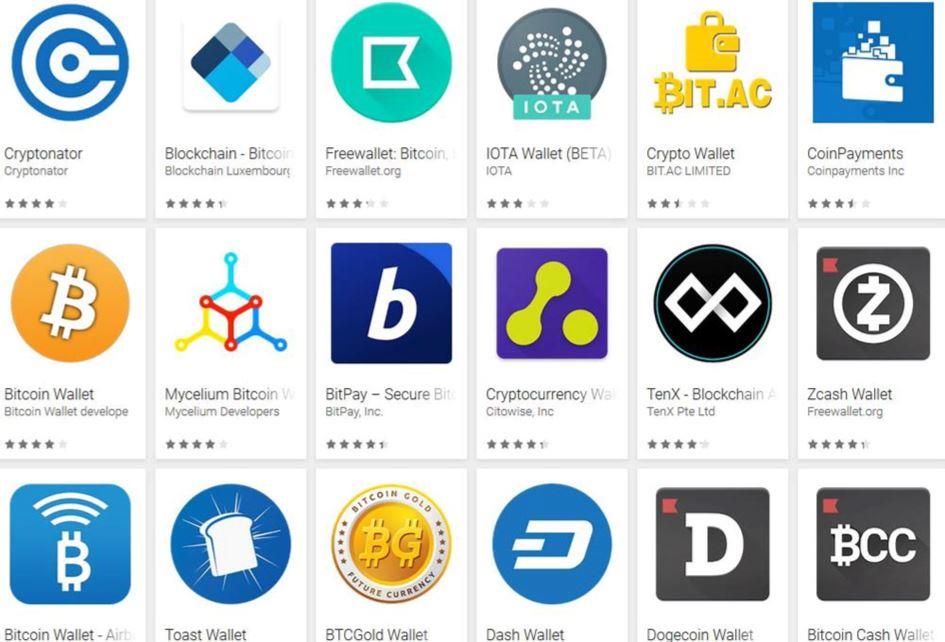 IOTA
BIT.AC
Cryptonator
Cryptonator
Blockchain - Bitcoin
Blockchain Luxembourg
Freewallet: Bitcoin,
Freewallet.org
IOTA Wallet (BETA)
IOTA
Crypto Wallet
BIT.AC LIMITED
CoinPayments
Coinpayments Inc
b
Bitcoin Wallet
Bitcoin Wallet develope
Mycelium Bitcoin W
Mycelium Developers
BitPay – Secure Bit
BitPay, Inc.
Cryptocurrency Wa
Citowise, Inc
TenX - Blockchain A
TenX Pte Ltd
Zcash Wallet
Freewallet.org
BITCOIN GOLD
BG
FUTURE CURRENCY
D
BCC
Bitcoin Wallet - Airb
Toast Wallet
BTCGold Wallet
Dash Wallet
Dogecoin Wallet
Bitcoin Cash Wallet